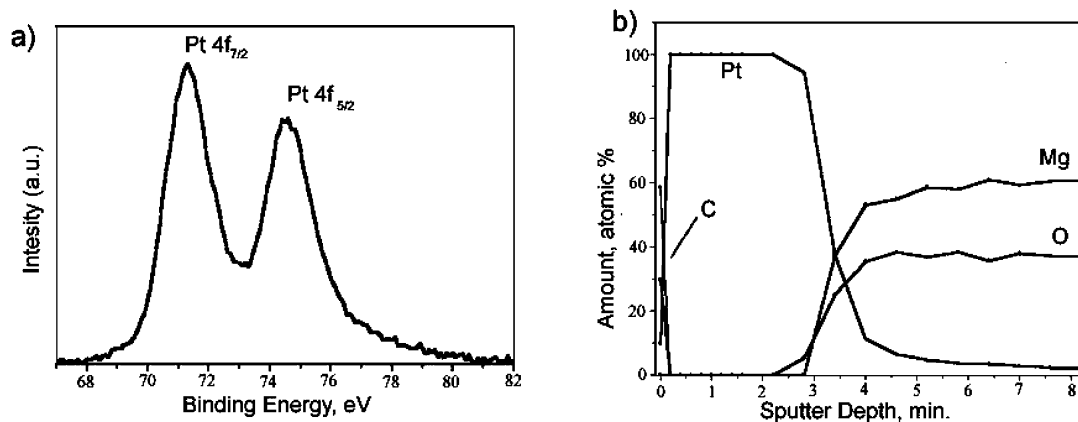 a)
Pt 4f7/2
Pt 4f 5/2
Intesity (a.u.)
68 70 72 74 76 78 80 82
Binding Energy, eV
b)
100
80
60
40
20
0
Amount, atomic %
Pt
C
Mg
O
0 1 2 3 4 5 6 7 8
Sputter Depth, min.